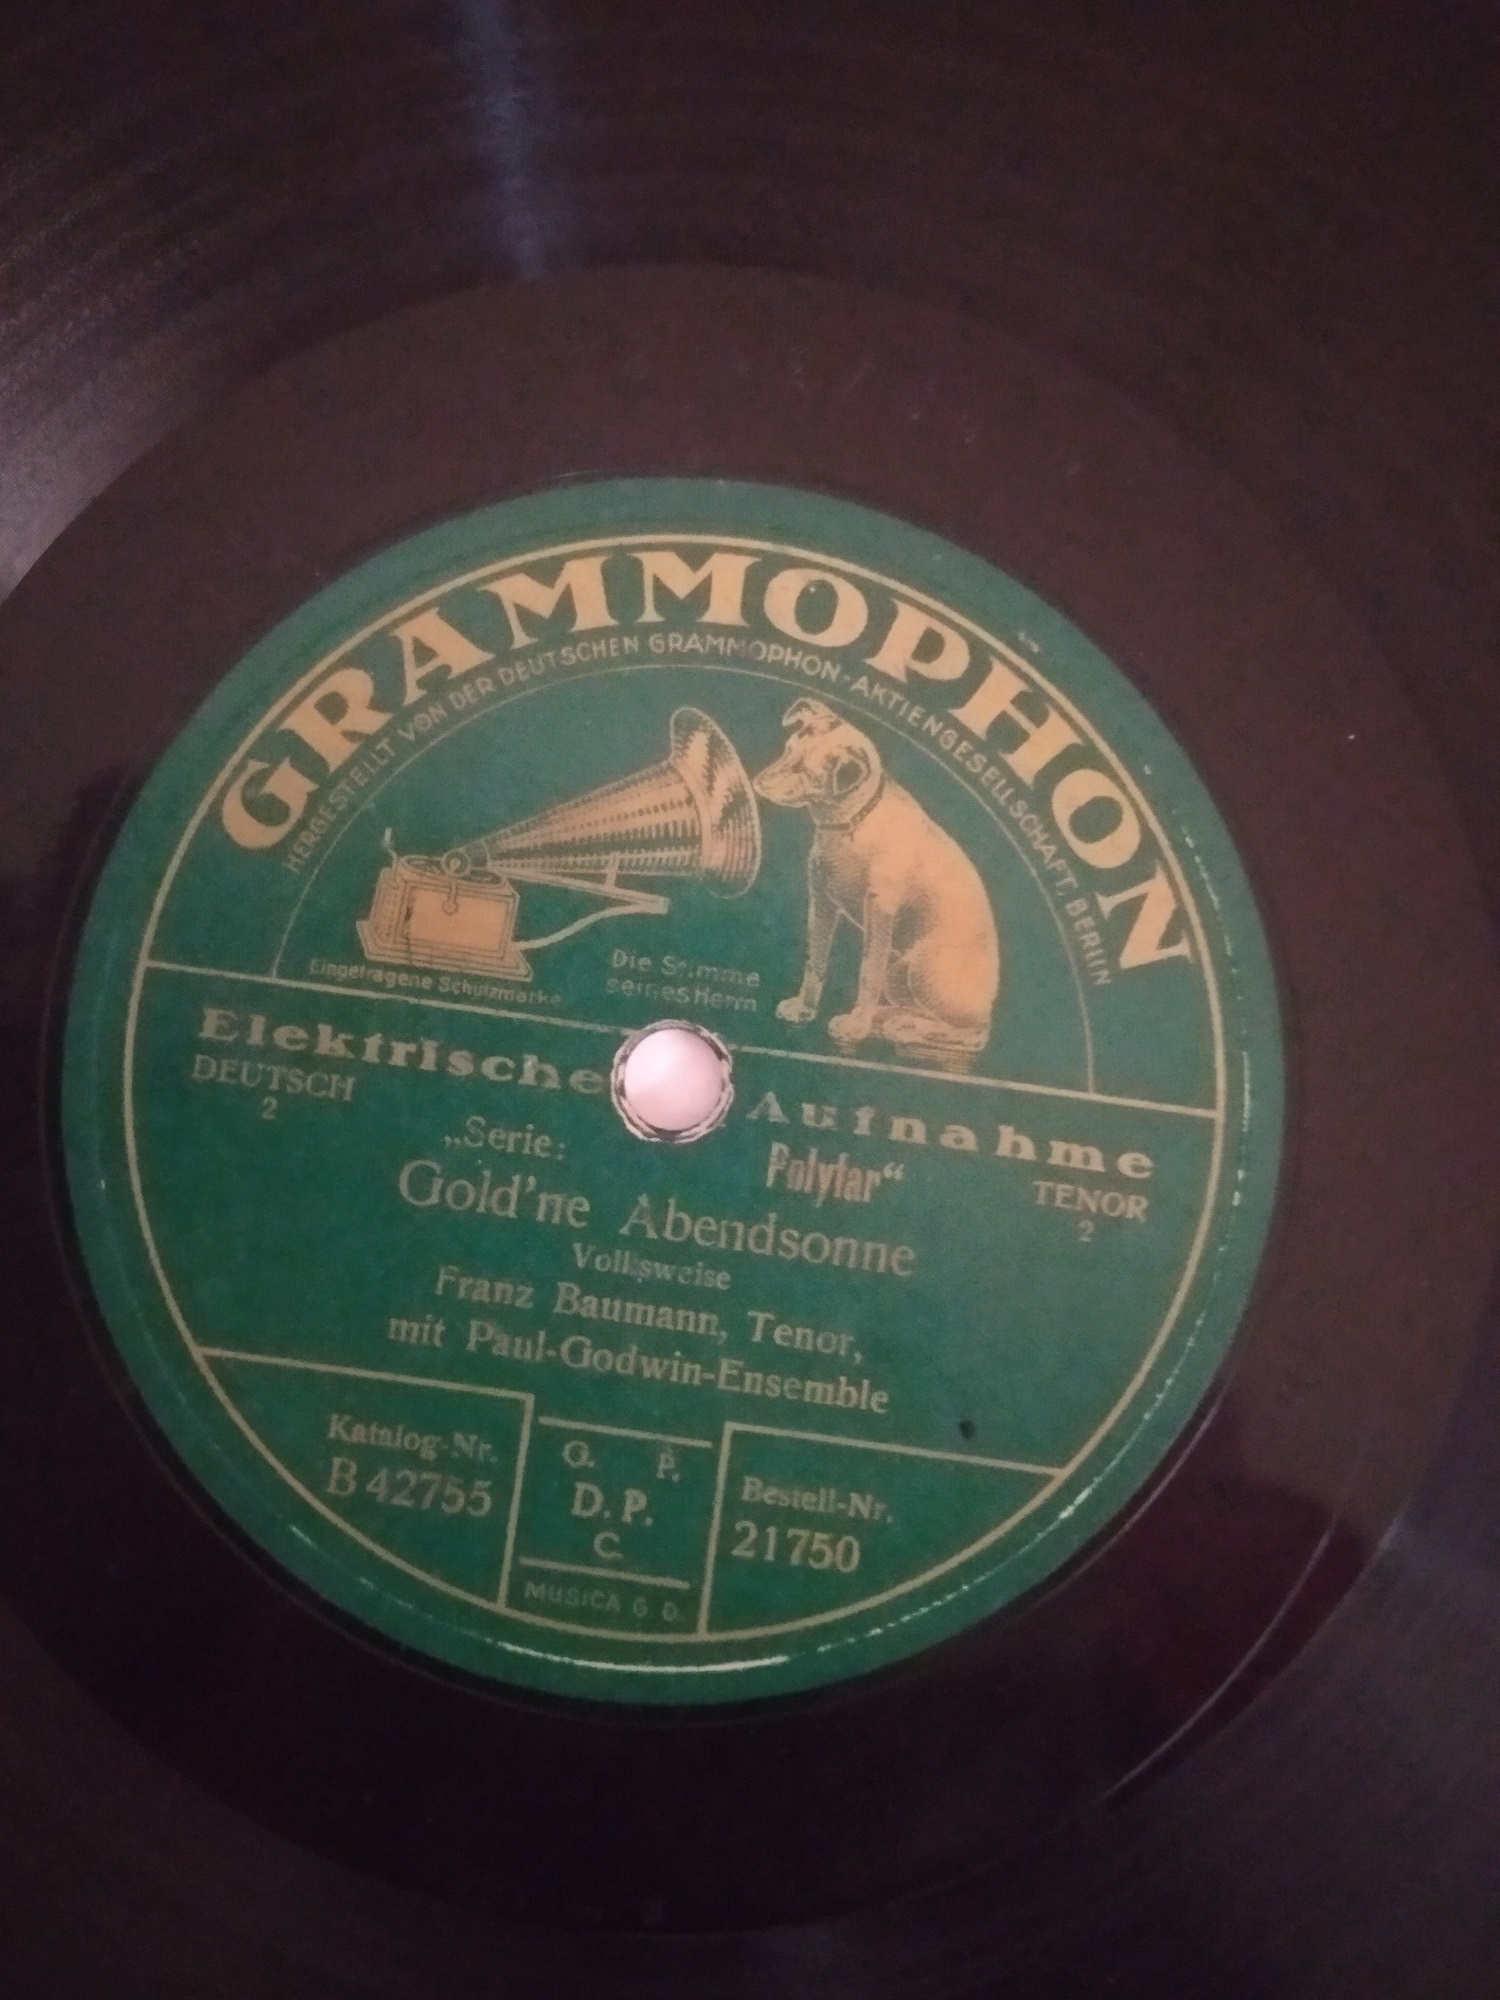 GRAMMOPHON
HERGESTELLT VON DER DEUTSCHEN GRAMMOPHON-AKTIENGESELLSCHAFT, BERLIN
Eingetragene Schutzmarke
Die Stimme
seines Herrn
Elektrische Aufnahme
DEUTSCH
2
„Serie: Polyfar“
TENOR
2
Gold'ne Abendsonne
Volksweise
Franz Baumann, Tenor,
mit Paul-Godwin-Ensemble
Katalog-Nr.
B 42755
G. P.
D. P.
C.
MUSICA 6 D.
Bestell-Nr.
21750